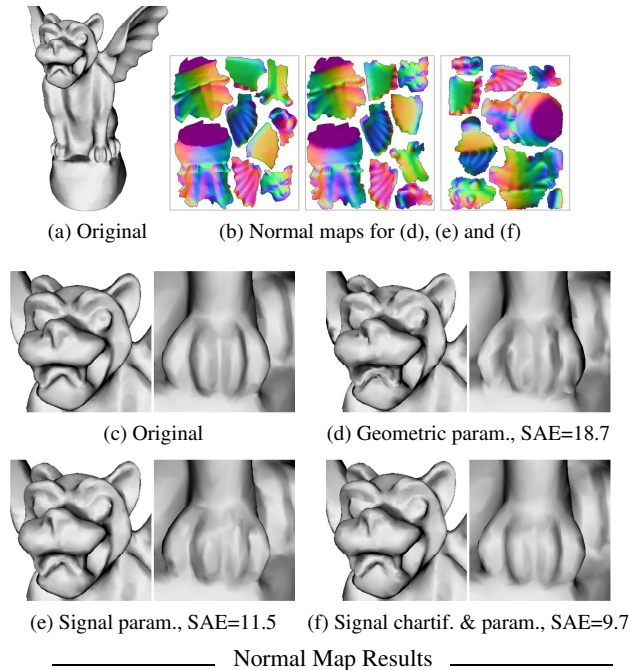 (a) Original
(b) Normal maps for (d), (e) and (f)
(c) Original
(d) Geometric param., SAE=18.7
(e) Signal param., SAE=11.5
(f) Signal chartif. & param., SAE=9.7
Normal Map Results